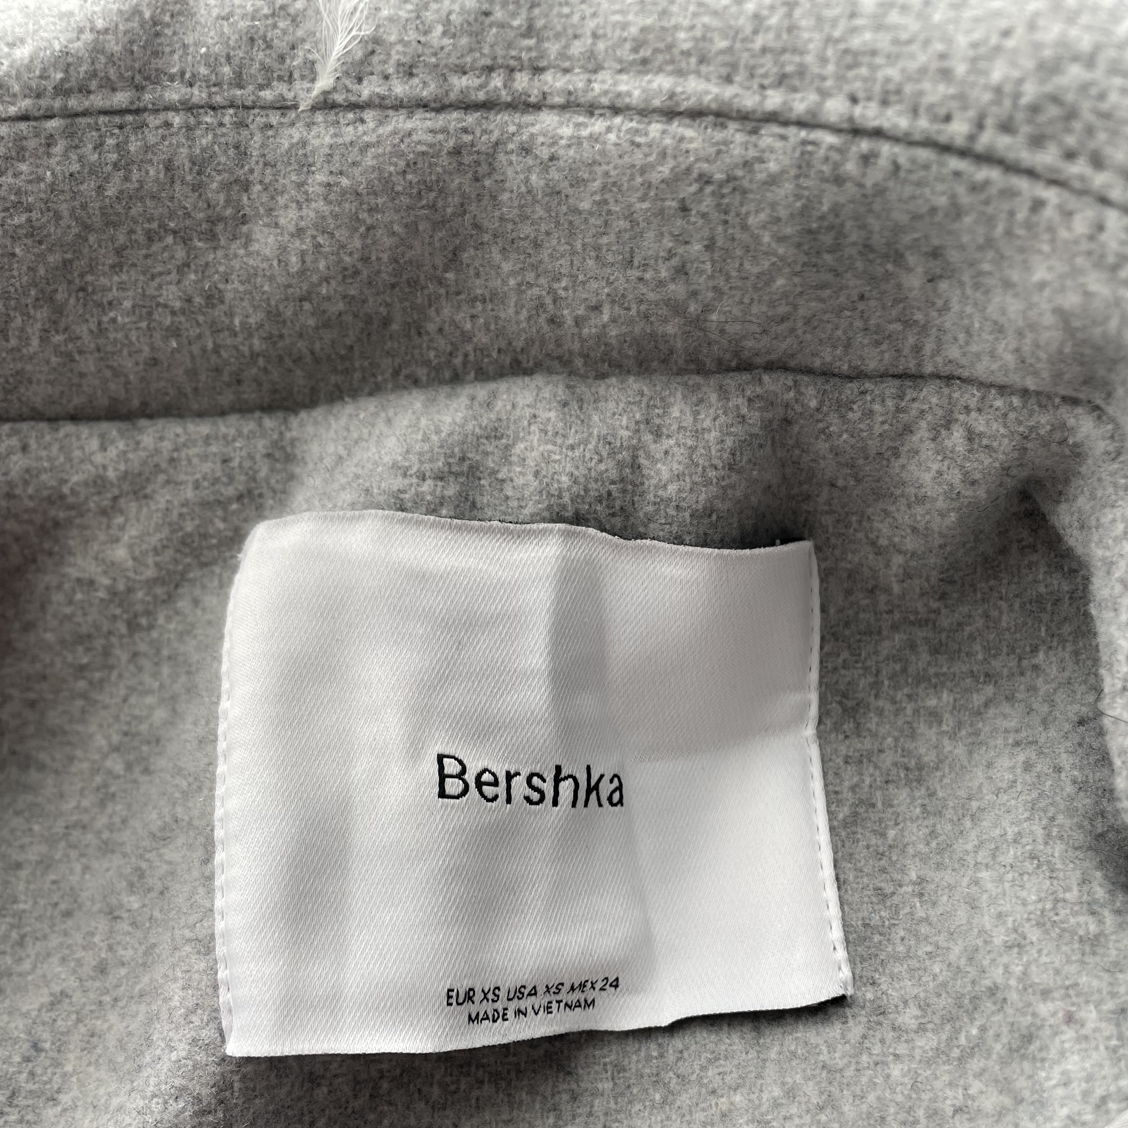 Bershka
EUR XS USA XS MEX 24
MADE IN VIETNAM